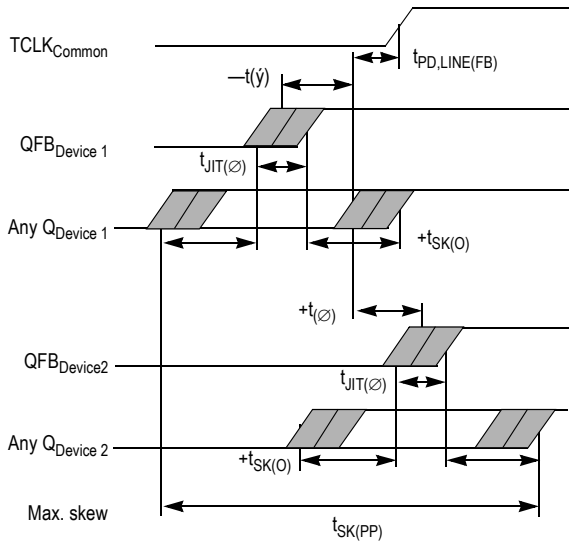 TCLKCommon
tPD,LINE(FB)
—t(ý)
QFBDevice 1
tJIT(∅)
Any QDevice 1
+tSK(O)
+t(∅)
QFBDevice2
tJIT(∅)
Any QDevice 2
+tSK(O)
Max. skew
tSK(PP)